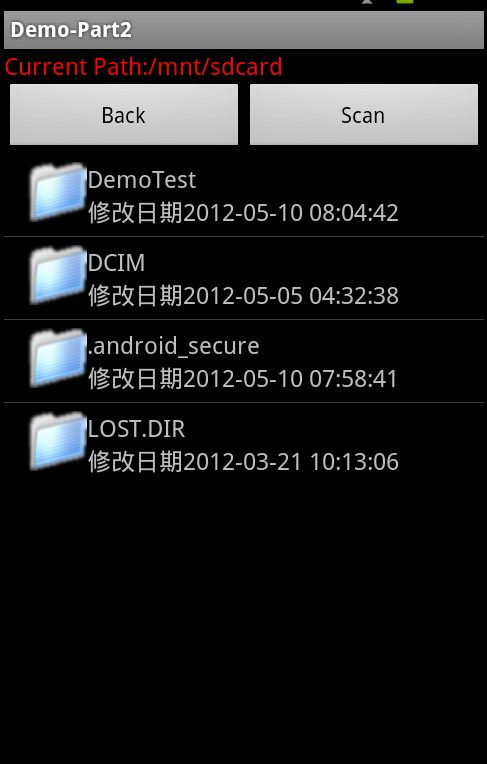 Demo-Part2
Current Path:/mnt/sdcard
Back Scan
DemoTest
修改日期2012-05-10 08:04:42
DCIM
修改日期2012-05-05 04:32:38
.android_secure
修改日期2012-05-10 07:58:41
LOST.DIR
修改日期2012-03-21 10:13:06